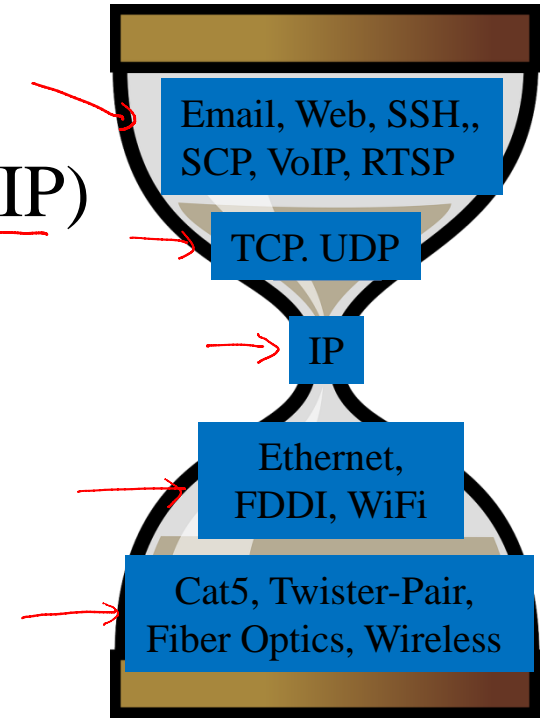 Email, Web, SSH,,
SCP, VoIP, RTSP
IP)
TCP. UDP
IP
Ethernet,
FDDI, WiFi
Cat5, Twister-Pair,
Fiber Optics, Wireless